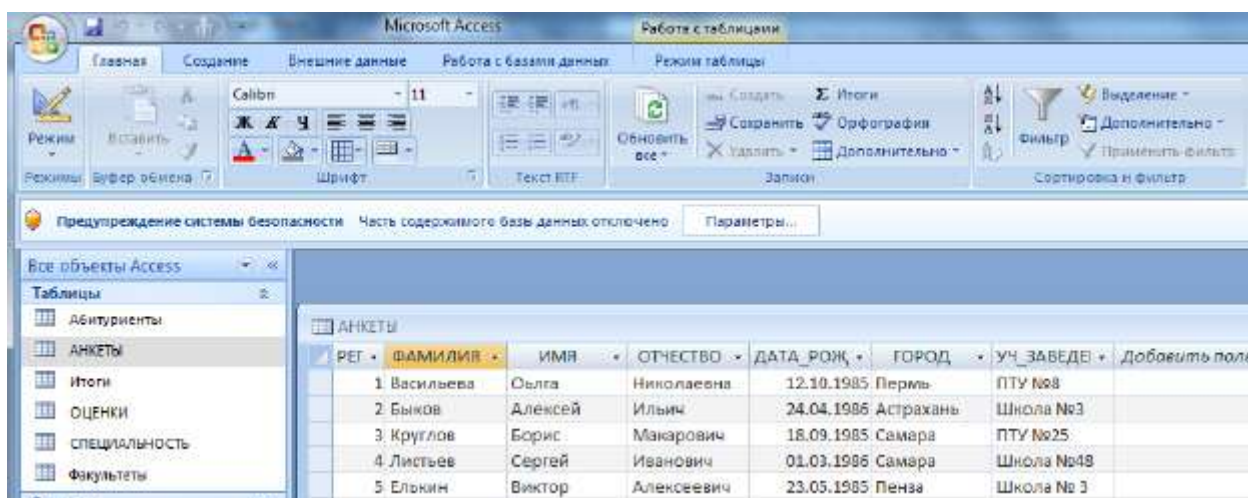 Microsoft Access Работа с таблицами
Главная Создание Внешние данные Работа с базами данных Режим таблицы
Calibri 11 Создать Σ Итоги Выделение
Режим Вставить Ж К Ч Обновить все Сохранить Орфография Фильтр Дополнительно
Удалить Дополнительно Применить фильтр
Режимы Буфер обмена Шрифт Текст RTF Записи Сортировка и фильтр
Предупреждение системы безопасности Часть содержимого базы данных отключено Параметры...
Все объекты Access
Таблицы
Абитуриенты
АНКЕТЫ
Итоги
ОЦЕНКИ
СПЕЦИАЛЬНОСТЬ
Факультеты
АНКЕТЫ
РЕГ ФАМИЛИЯ ИМЯ ОТЧЕСТВО ДАТА_РОЖ ГОРОД УЧ_ЗАВЕДЕ Добавить поле
1 Васильева Ольга Николаевна 12.10.1985 Пермь ПТУ №8
2 Быков Алексей Ильич 24.04.1986 Астрахань Школа №3
3 Круглов Борис Макарович 18.09.1985 Самара ПТУ №25
4 Листьев Сергей Иванович 01.03.1986 Самара Школа №48
5 Елькин Виктор Алексеевич 23.05.1985 Пенза Школа № 3